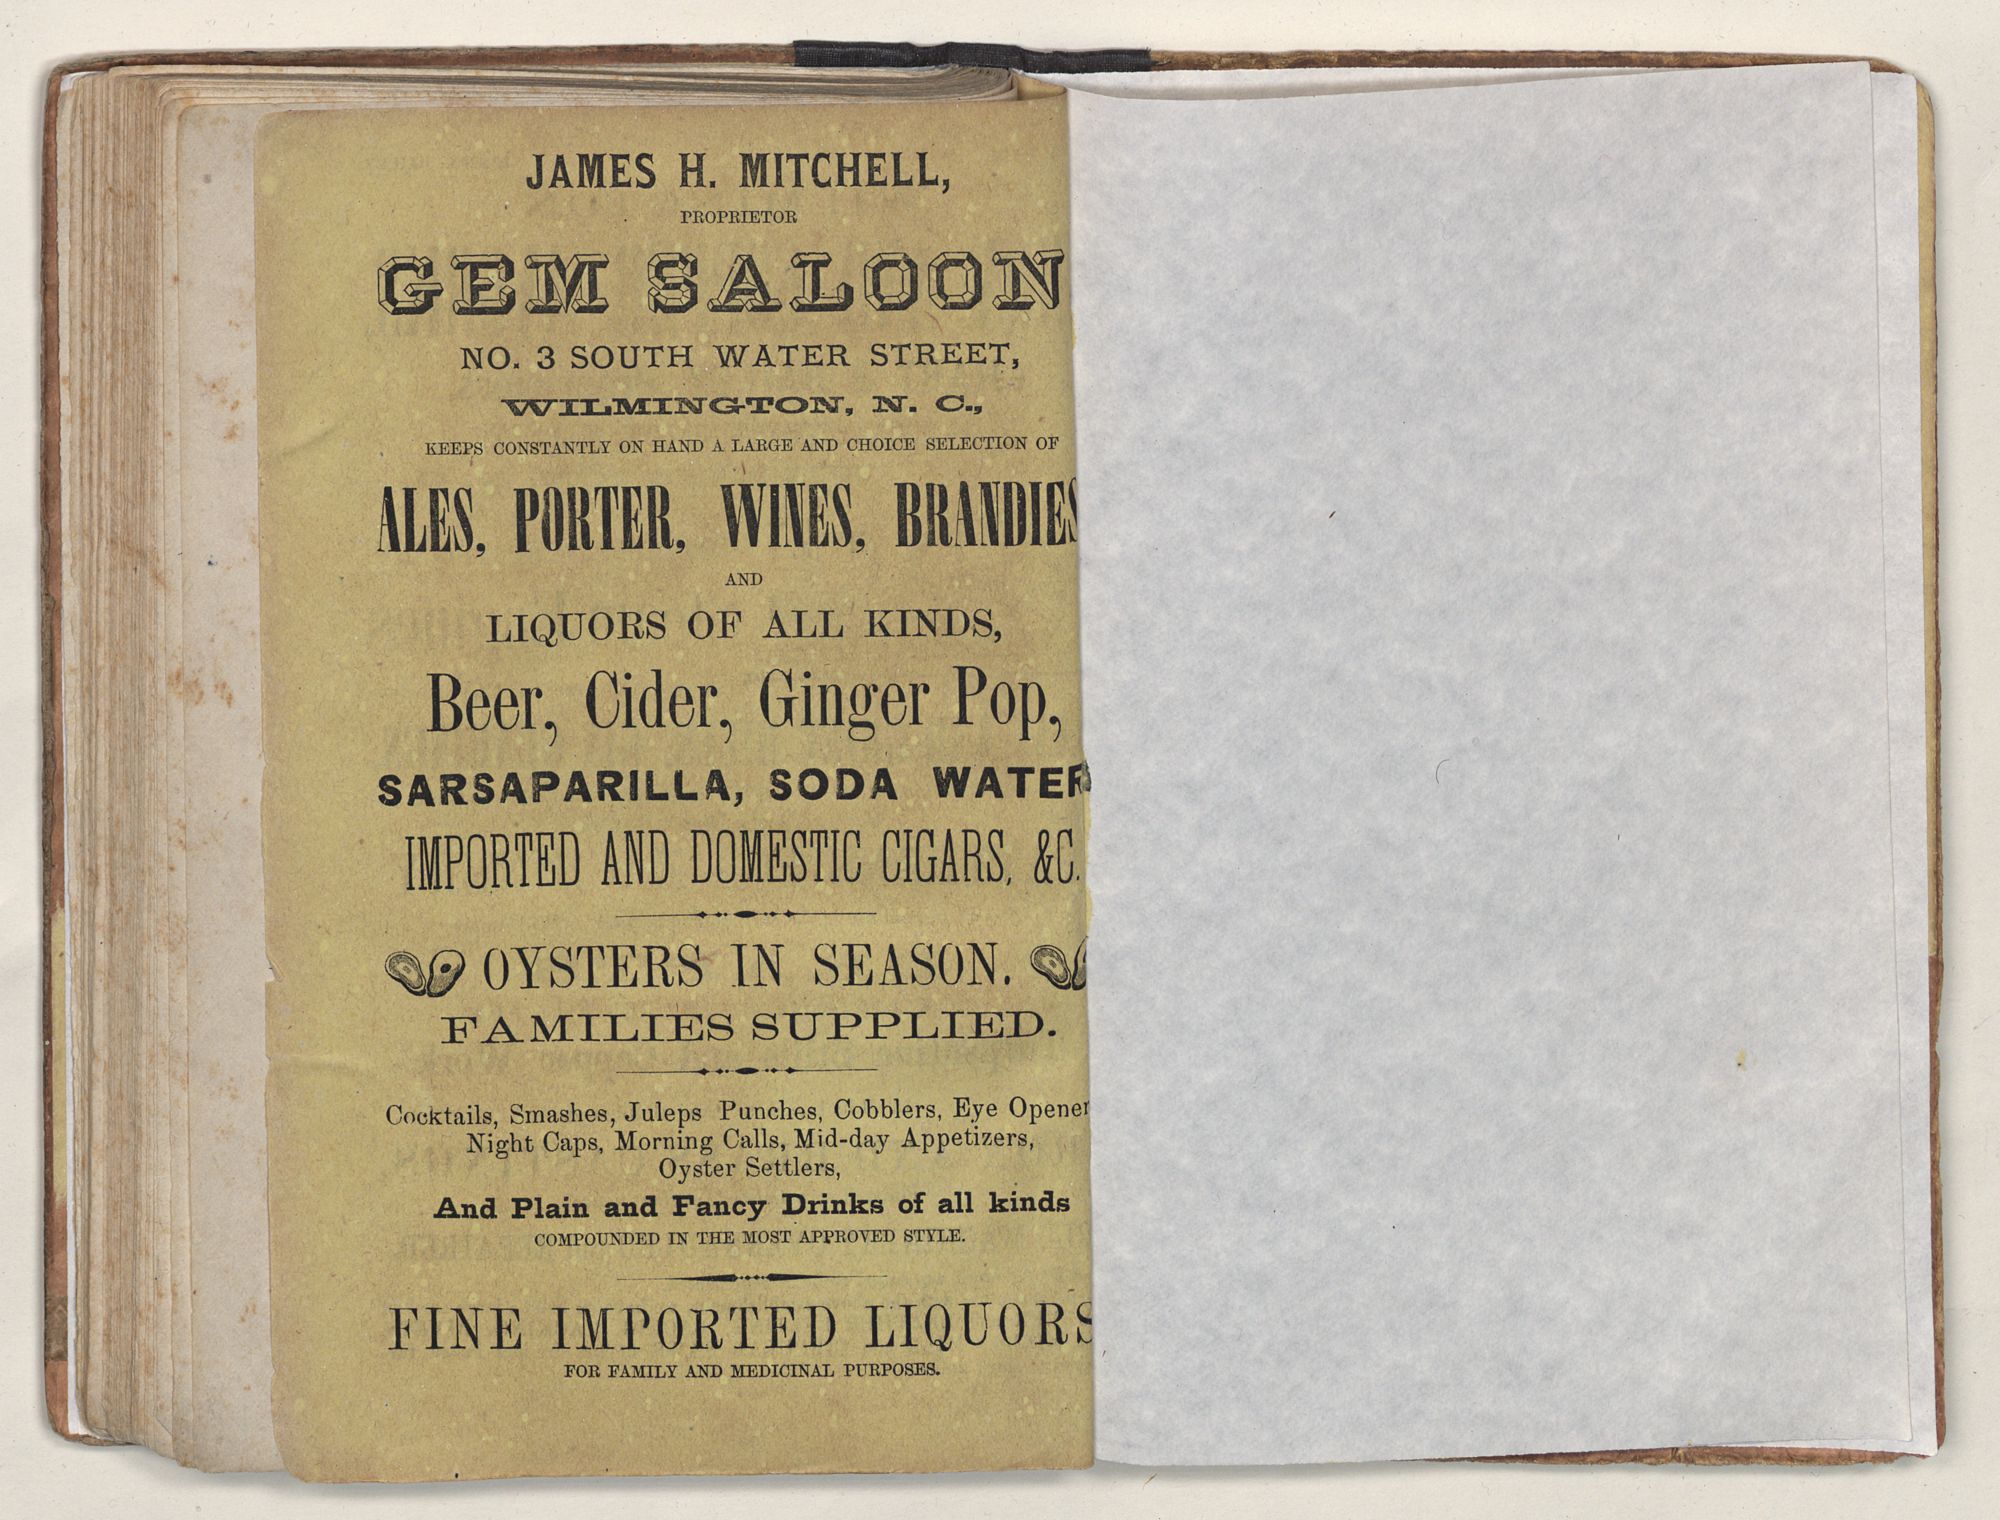 JAMES H. MITCHELL,
PROPRIETOR
GEM SALOON
NO. 3 SOUTH WATER STREET,
WILMINGTON, N. C.,
KEEPS CONSTANTLY ON HAND A LARGE AND CHOICE SELECTION OF
ALES, PORTER, WINES, BRANDIES
AND
LIQUORS OF ALL KINDS,
Beer, Cider, Ginger Pop,
SARSAPARILLA, SODA WATER
IMPORTED AND DOMESTIC CIGARS, &C.
OYSTERS IN SEASON.
FAMILIES SUPPLIED.
Cocktails, Smashes, Juleps Punches, Cobblers, Eye Opener
Night Caps, Morning Calls, Mid-day Appetizers,
Oyster Settlers,
And Plain and Fancy Drinks of all kinds
COMPOUNDED IN THE MOST APPROVED STYLE.
FINE IMPORTED LIQUORS
FOR FAMILY AND MEDICINAL PURPOSES.